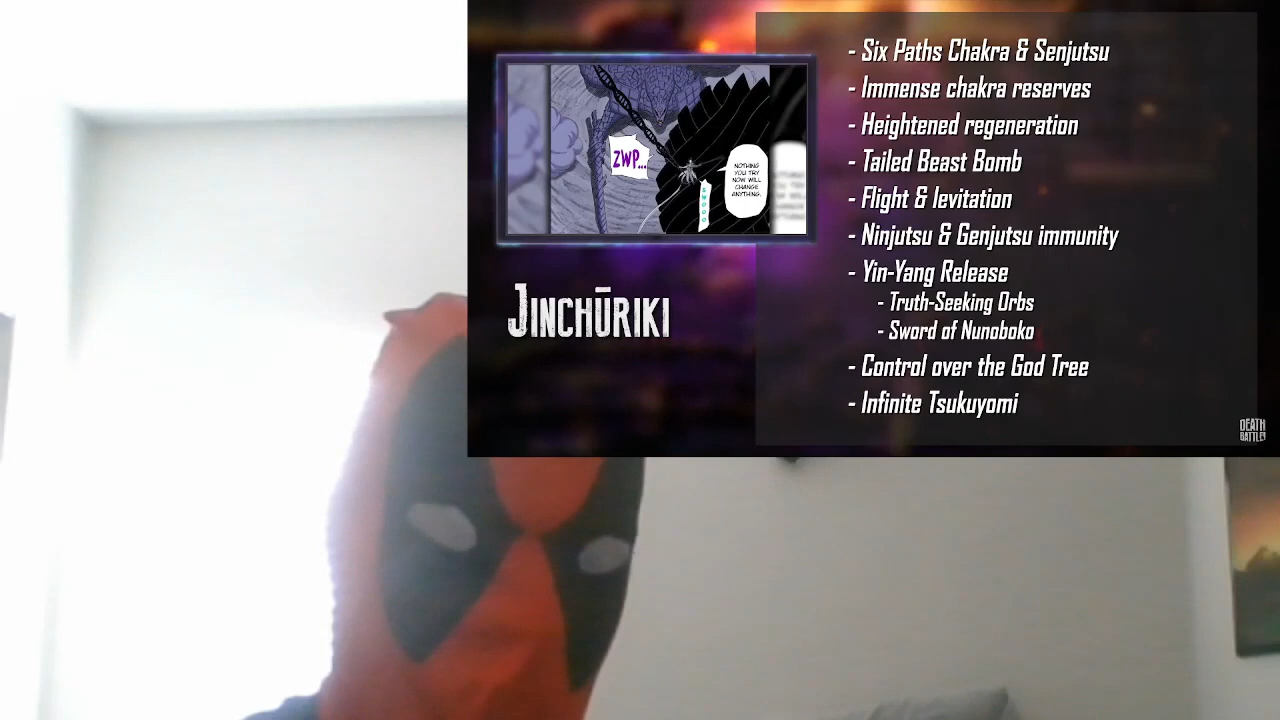 - Six Paths Chakra & Senjutsu
- Immense chakra reserves
- Heightened regeneration
- Tailed Beast Bomb
- Flight & levitation
- Ninjutsu & Genjutsu immunity
- Yin-Yang Release
- Truth-Seeking Orbs
- Sword of Nunoboko
- Control over the God Tree
- Infinite Tsukuyomi
ZWP...
NOTHING
YOU TRY
NOW WILL
CHANGE
ANYTHING.
JINCHŪRIKI
DEATH
BATTLE!